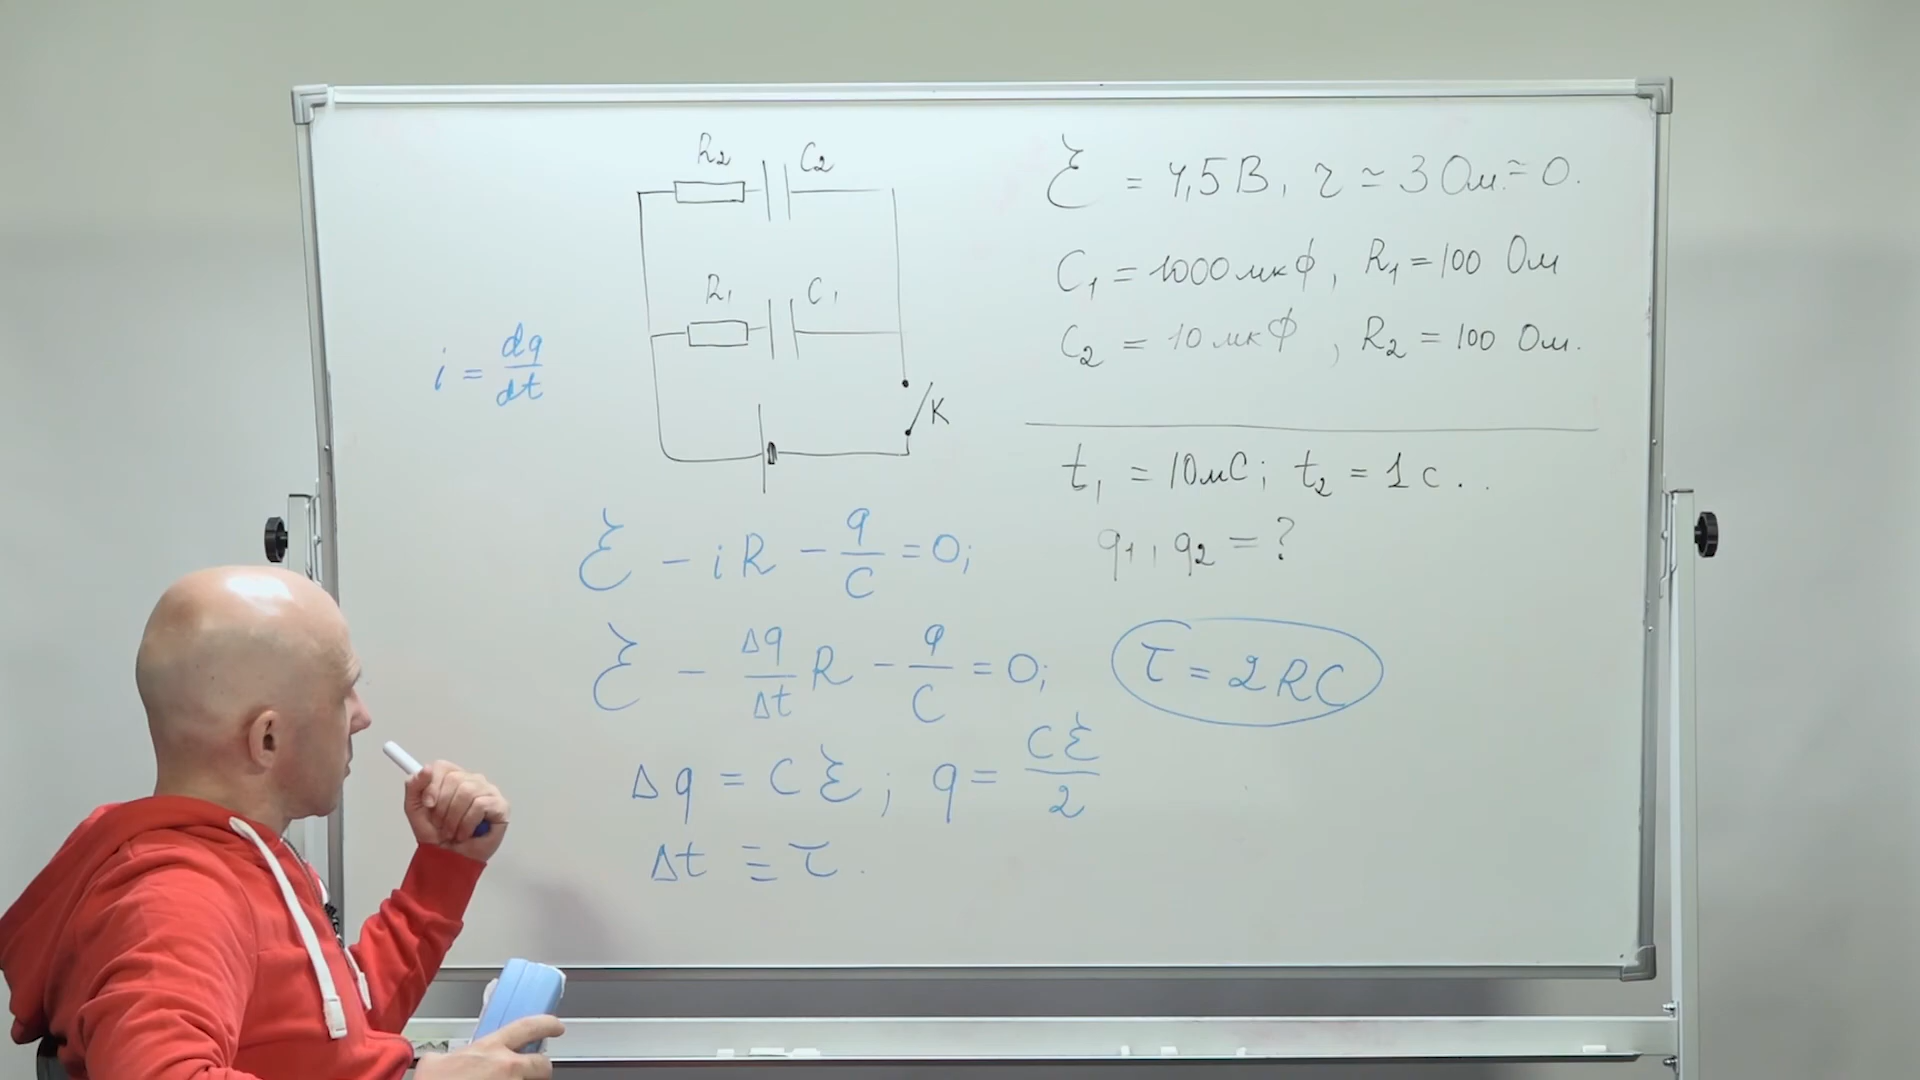 R₂ C₂
R₁ C₁
K
i = dq/dt
Ɛ = 4,5 В, r ≃ 3 Ом ≃ 0.
C₁ = 1000 мкф, R₁ = 100 Ом
C₂ = 10 мкф, R₂ = 100 Ом.
t₁ = 10мс; t₂ = 1 с . .
q₁, q₂ = ?
Ɛ - iR - q/C = 0;
Ɛ - Δq/Δt R - q/C = 0;
τ = 2RC
Δq = CƐ; q = CƐ/2
Δt ≡ τ.